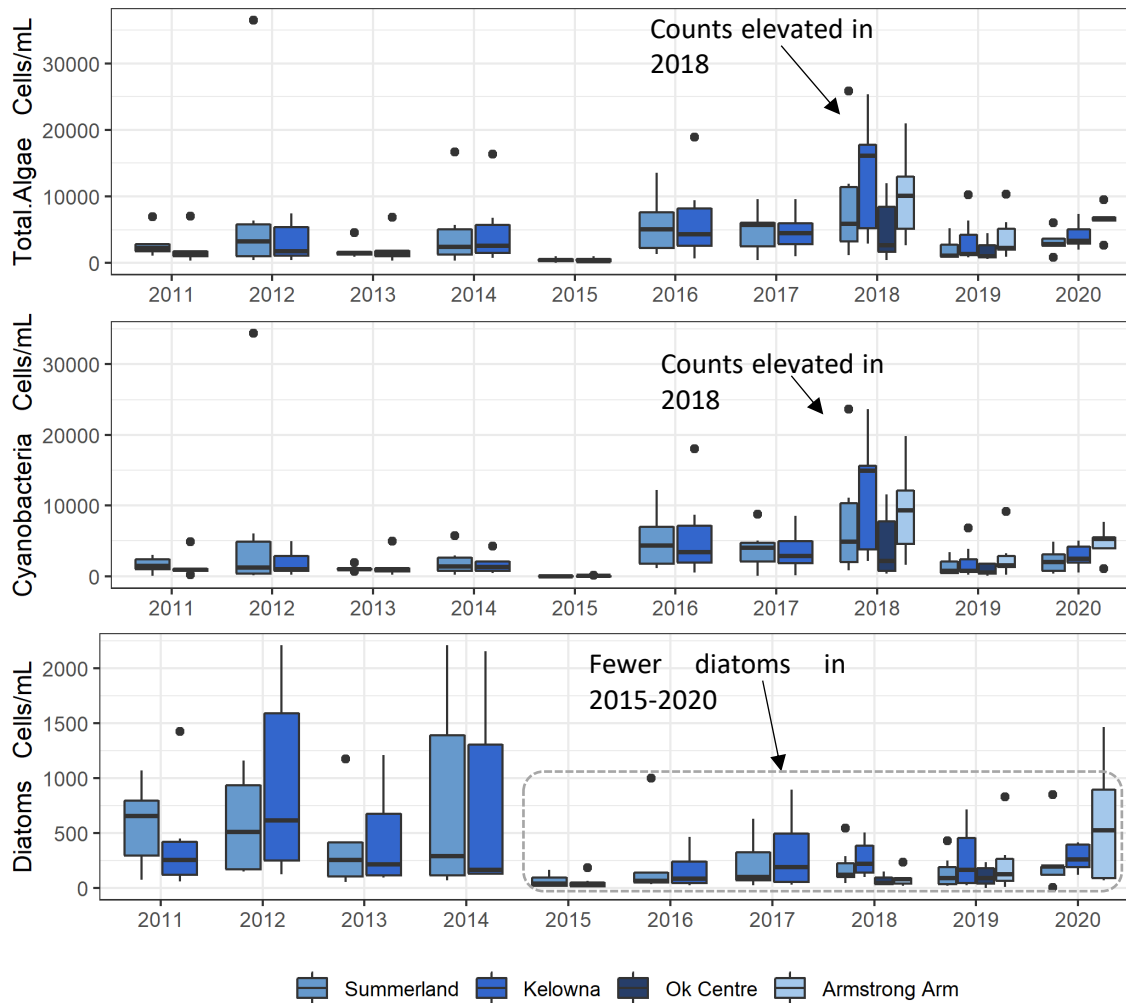 Total.Algae Cells/mL
30000
20000
10000
0
Counts elevated in
2018
2011 2012 2013 2014 2015 2016 2017 2018 2019 2020
Cyanobacteria Cells/mL
30000
20000
10000
0
Counts elevated in
2018
2011 2012 2013 2014 2015 2016 2017 2018 2019 2020
Diatoms Cells/mL
2000
1500
1000
500
0
Fewer diatoms in
2015-2020
2011 2012 2013 2014 2015 2016 2017 2018 2019 2020
Summerland Kelowna Ok Centre Armstrong Arm